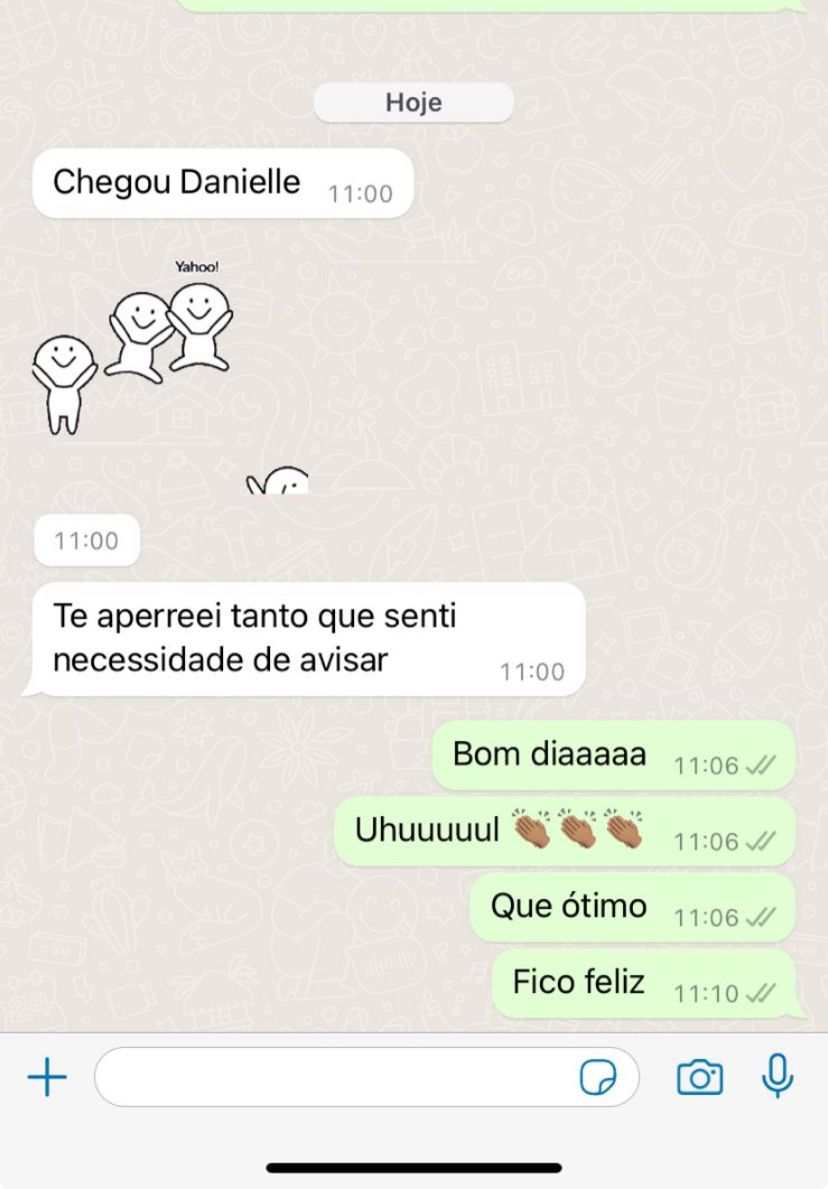 Hoje
Chegou Danielle 11:00
Yahoo!
11:00
Te aperreei tanto que senti
necessidade de avisar 11:00
Bom diaaaaa 11:06
Uhuuuuul 👏🏽👏🏽👏🏽 11:06
Que ótimo 11:06
Fico feliz 11:10